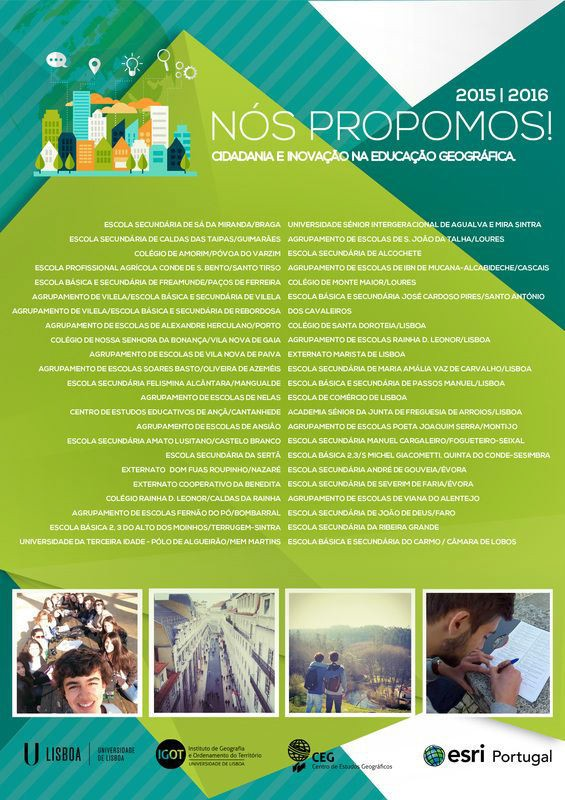 2015 | 2016
NÓS PROPOMOS!
CIDADANIA E INOVAÇÃO NA EDUCAÇÃO GEOGRÁFICA.
ESCOLA SECUNDÁRIA DE SÁ DA MIRANDA/BRAGA
ESCOLA SECUNDÁRIA DE CALDAS DAS TAIPAS/GUIMARÃES
COLÉGIO DE AMORIM/PÓVOA DO VARZIM
ESCOLA PROFISSIONAL AGRÍCOLA CONDE DE S. BENTO/SANTO TIRSO
ESCOLA BÁSICA E SECUNDÁRIA DE FREAMUNDE/PAÇOS DE FERREIRA
AGRUPAMENTO DE VILELA/ESCOLA BÁSICA E SECUNDÁRIA DE VILELA
AGRUPAMENTO DE VILELA/ESCOLA BÁSICA E SECUNDÁRIA DE REBORDOSA
AGRUPAMENTO DE ESCOLAS DE ALEXANDRE HERCULANO/PORTO
COLÉGIO DE NOSSA SENHORA DA BONANÇA/VILA NOVA DE GAIA
AGRUPAMENTO DE ESCOLAS DE VILA NOVA DE PAIVA
AGRUPAMENTO DE ESCOLAS SOARES BASTO/OLIVEIRA DE AZEMÉIS
ESCOLA SECUNDÁRIA FELISMINA ALCÂNTARA/MANGUALDE
AGRUPAMENTO DE ESCOLAS DE NELAS
CENTRO DE ESTUDOS EDUCATIVOS DE ANÇÃ/CANTANHEDE
AGRUPAMENTO DE ESCOLAS DE ANSIÃO
ESCOLA SECUNDÁRIA AMATO LUSITANO/CASTELO BRANCO
ESCOLA SECUNDÁRIA DA SERTÃ
EXTERNATO DOM FUAS ROUPINHO/NAZARÉ
EXTERNATO COOPERATIVO DA BENEDITA
COLÉGIO RAINHA D. LEONOR/CALDAS DA RAINHA
AGRUPAMENTO DE ESCOLAS FERNÃO DO PÓ/BOMBARRAL
ESCOLA BÁSICA 2, 3 DO ALTO DOS MOINHOS/TERRUGEM-SINTRA
UNIVERSIDADE DA TERCEIRA IDADE - PÓLO DE ALGUEIRÃO/MEM MARTINS
UNIVERSIDADE SÉNIOR INTERGERACIONAL DE AGUALVA E MIRA SINTRA
AGRUPAMENTO DE ESCOLAS DE S. JOÃO DA TALHA/LOURES
ESCOLA SECUNDÁRIA DE ALCOCHETE
AGRUPAMENTO DE ESCOLAS DE IBN DE MUCANA-ALCABIDECHE/CASCAIS
COLÉGIO DE MONTE MAIOR/LOURES
ESCOLA BÁSICA E SECUNDÁRIA JOSÉ CARDOSO PIRES/SANTO ANTÓNIO
DOS CAVALEIROS
COLÉGIO DE SANTA DOROTEIA/LISBOA
AGRUPAMENTO DE ESCOLAS RAINHA D. LEONOR/LISBOA
EXTERNATO MARISTA DE LISBOA
ESCOLA SECUNDÁRIA DE MARIA AMÁLIA VAZ DE CARVALHO/LISBOA
ESCOLA BÁSICA E SECUNDÁRIA DE PASSOS MANUEL/LISBOA
ESCOLA DE COMÉRCIO DE LISBOA
ACADEMIA SÉNIOR DA JUNTA DE FREGUESIA DE ARROIOS/LISBOA
AGRUPAMENTO DE ESCOLAS POETA JOAQUIM SERRA/MONTIJO
ESCOLA SECUNDÁRIA MANUEL CARGALEIRO/FOGUETEIRO-SEIXAL
ESCOLA BÁSICA 2,3/S MICHEL GIACOMETTI, QUINTA DO CONDE-SESIMBRA
ESCOLA SECUNDÁRIA ANDRÉ DE GOUVEIA/ÉVORA
ESCOLA SECUNDÁRIA DE SEVERIM DE FARIA/ÉVORA
AGRUPAMENTO DE ESCOLAS DE VIANA DO ALENTEJO
ESCOLA SECUNDÁRIA DE JOÃO DE DEUS/FARO
ESCOLA SECUNDÁRIA DA RIBEIRA GRANDE
ESCOLA BÁSICA E SECUNDÁRIA DO CARMO / CÂMARA DE LOBOS
U LISBOA | UNIVERSIDADE
DE LISBOA
IGOT
Instituto de Geografia
e Ordenamento do Território
UNIVERSIDADE DE LISBOA
CEG
Centro de Estudos Geográficos
esri Portugal